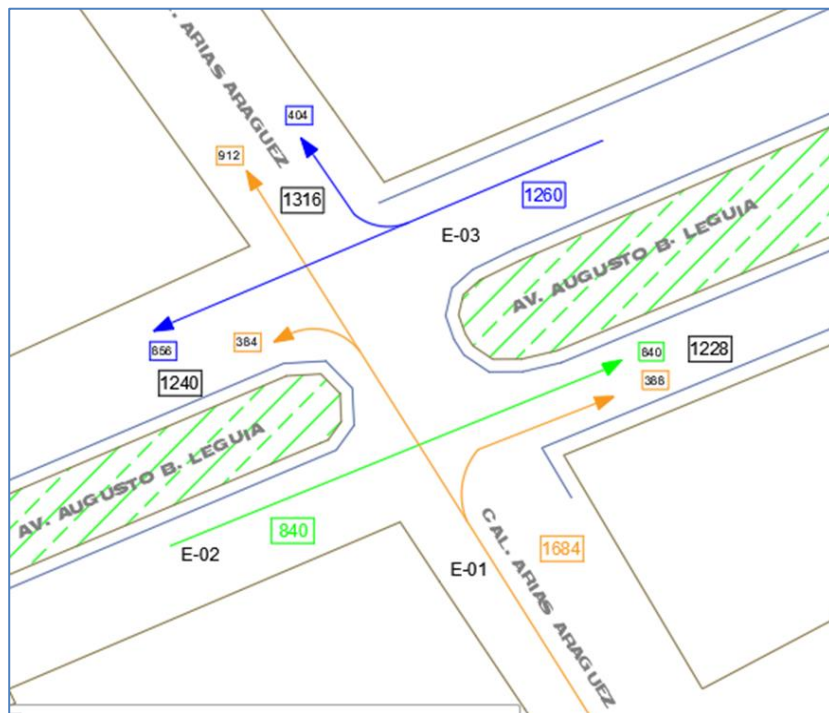 . ARIAS ARAGUEZ
404
912
1316
1260
E-03
AV. AUGUSTO B. LEGUIA
856
384
840
1228
388
1240
AV. AUGUSTO B. LEGUIA
840
E-02
E-01
1684
CAL. ARIAS ARAGUEZ